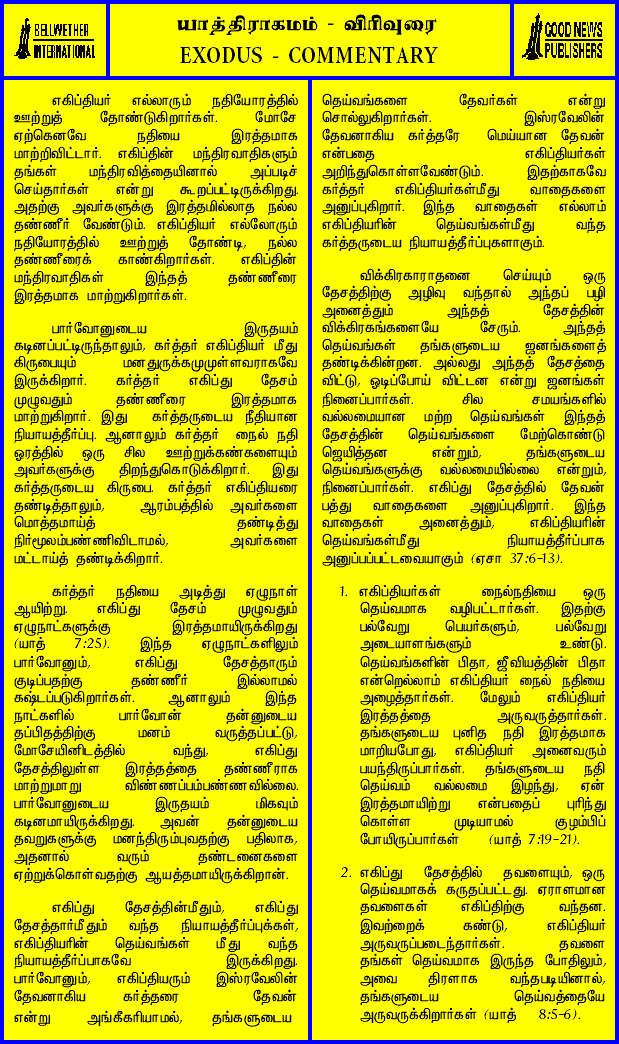 BELLWETHER
INTERNATIONAL
யாத்திராகமம் - விரிவுரை
EXODUS - COMMENTARY
GOOD NEWS
PUBLISHERS
எகிப்தியர் எல்லாரும் நதியோரத்தில்
ஊற்றுத் தோண்டுகிறார்கள். மோசே
ஏற்கெனவே நதியை இரத்தமாக
மாற்றிவிட்டார். எகிப்தின் மந்திரவாதிகளும்
தங்கள் மந்திரவித்தையினால் அப்படிச்
செய்தார்கள் என்று கூறப்பட்டிருக்கிறது.
அதற்கு அவர்களுக்கு இரத்தமில்லாத நல்ல
தண்ணீர் வேண்டும். எகிப்தியர் எல்லோரும்
நதியோரத்தில் ஊற்றுத் தோண்டி, நல்ல
தண்ணீரைக் காண்கிறார்கள். எகிப்தின்
மந்திரவாதிகள் இந்தத் தண்ணீரை
இரத்தமாக மாற்றுகிறார்கள்.
பார்வோனுடைய இருதயம்
கடினப்பட்டிருந்தாலும், கர்த்தர் எகிப்தியர் மீது
கிருபையும் மனதுருக்கமுமுள்ளவராகவே
இருக்கிறார். கர்த்தர் எகிப்து தேசம்
முழுவதும் தண்ணீரை இரத்தமாக
மாற்றுகிறார். இது கர்த்தருடைய நீதியான
நியாயத்தீர்ப்பு. ஆனாலும் கர்த்தர் நைல் நதி
ஓரத்தில் ஒரு சில ஊற்றுக்கண்களையும்
அவர்களுக்கு திறந்துகொடுக்கிறார். இது
கர்த்தருடைய கிருபை. கர்த்தர் எகிப்தியரை
தண்டித்தாலும், ஆரம்பத்தில் அவர்களை
மொத்தமாய்த் தண்டித்து
நிர்மூலம்பண்ணிவிடாமல், அவர்களை
மட்டாய்த் தண்டிக்கிறார்.
கர்த்தர் நதியை அடித்து ஏழுநாள்
ஆயிற்று. எகிப்து தேசம் முழுவதும்
ஏழுநாட்களுக்கு இரத்தமாயிருக்கிறது
(யாத் 7:25). இந்த ஏழுநாட்களிலும்
பார்வோனும், எகிப்து தேசத்தாரும்
குடிப்பதற்கு தண்ணீர் இல்லாமல்
கஷ்டப்படுகிறார்கள். ஆனாலும் இந்த
நாட்களில் பார்வோன் தன்னுடைய
தப்பிதத்திற்கு மனம் வருத்தப்பட்டு,
மோசேயினிடத்தில் வந்து, எகிப்து
தேசத்திலுள்ள இரத்தத்தை தண்ணீராக
மாற்றுமாறு விண்ணப்பம்பண்ணவில்லை.
பார்வோனுடைய இருதயம் மிகவும்
கடினமாயிருக்கிறது. அவன் தன்னுடைய
தவறுகளுக்கு மனந்திரும்புவதற்கு பதிலாக,
அதனால் வரும் தண்டனைகளை
ஏற்றுக்கொள்வதற்கு ஆயத்தமாயிருக்கிறான்.
எகிப்து தேசத்தின்மீதும், எகிப்து
தேசத்தார்மீதும் வந்த நியாயத்தீர்ப்புக்கள்,
எகிப்தியரின் தெய்வங்கள் மீது வந்த
நியாயத்தீர்ப்பாகவே இருக்கிறது.
பார்வோனும், எகிப்தியரும் இஸ்ரவேலின்
தேவனாகிய கர்த்தரை தேவன்
என்று அங்கீகரியாமல், தங்களுடைய
தெய்வங்களை தேவர்கள் என்று
சொல்லுகிறார்கள். இஸ்ரவேலின்
தேவனாகிய கர்த்தரே மெய்யான தேவன்
என்பதை எகிப்தியர்கள்
அறிந்துகொள்ளவேண்டும். இதற்காகவே
கர்த்தர் எகிப்தியர்கள்மீது வாதைகளை
அனுப்புகிறார். இந்த வாதைகள் எல்லாம்
எகிப்தியரின் தெய்வங்கள்மீது வந்த
கர்த்தருடைய நியாயத்தீர்ப்புகளாகும்.
விக்கிரகாராதனை செய்யும் ஒரு
தேசத்திற்கு அழிவு வந்தால் அந்தப் பழி
அனைத்தும் அந்தத் தேசத்தின்
விக்கிரகங்களையே சேரும். அந்தத்
தெய்வங்கள் தங்களுடைய ஜனங்களைத்
தண்டிக்கின்றன. அல்லது அந்தத் தேசத்தை
விட்டு, ஓடிப்போய் விட்டன என்று ஜனங்கள்
நினைப்பார்கள். சில சமயங்களில்
வல்லமையான மற்ற தெய்வங்கள் இந்தத்
தேசத்தின் தெய்வங்களை மேற்கொண்டு
ஜெயித்தன என்றும், தங்களுடைய
தெய்வங்களுக்கு வல்லமையில்லை என்றும்,
நினைப்பார்கள். எகிப்து தேசத்தில் தேவன்
பத்து வாதைகளை அனுப்புகிறார். இந்த
வாதைகள் அனைத்தும், எகிப்தியரின்
தெய்வங்கள்மீது நியாயத்தீர்ப்பாக
அனுப்பப்பட்டவையாகும் (ஏசா 37:6-13).
1. எகிப்தியர்கள் நைல்நதியை ஒரு
தெய்வமாக வழிபட்டார்கள். இதற்கு
பல்வேறு பெயர்களும், பல்வேறு
அடையாளங்களும் உண்டு.
தெய்வங்களின் பிதா, ஜீவியத்தின் பிதா
என்றெல்லாம் எகிப்தியர் நைல் நதியை
அழைத்தார்கள். மேலும் எகிப்தியர்
இரத்தத்தை அருவருத்தார்கள்.
தங்களுடைய புனித நதி இரத்தமாக
மாறியபோது, எகிப்தியர் அனைவரும்
பயந்திருப்பார்கள். தங்களுடைய நதி
தெய்வம் வல்லமை இழந்து, ஏன்
இரத்தமாயிற்று என்பதைப் புரிந்து
கொள்ள முடியாமல் குழம்பிப்
போயிருப்பார்கள் (யாத் 7:19-21).
2. எகிப்து தேசத்தில் தவளையும், ஒரு
தெய்வமாகக் கருதப்பட்டது. ஏராளமான
தவளைகள் எகிப்திற்கு வந்தன.
இவற்றைக் கண்டு, எகிப்தியர்
அருவருப்படைந்தார்கள். தவளை
தங்கள் தெய்வமாக இருந்த போதிலும்,
அவை திரளாக வந்தபடியினால்,
தங்களுடைய தெய்வத்தையே
அருவருக்கிறார்கள் (யாத் 8:5-6).